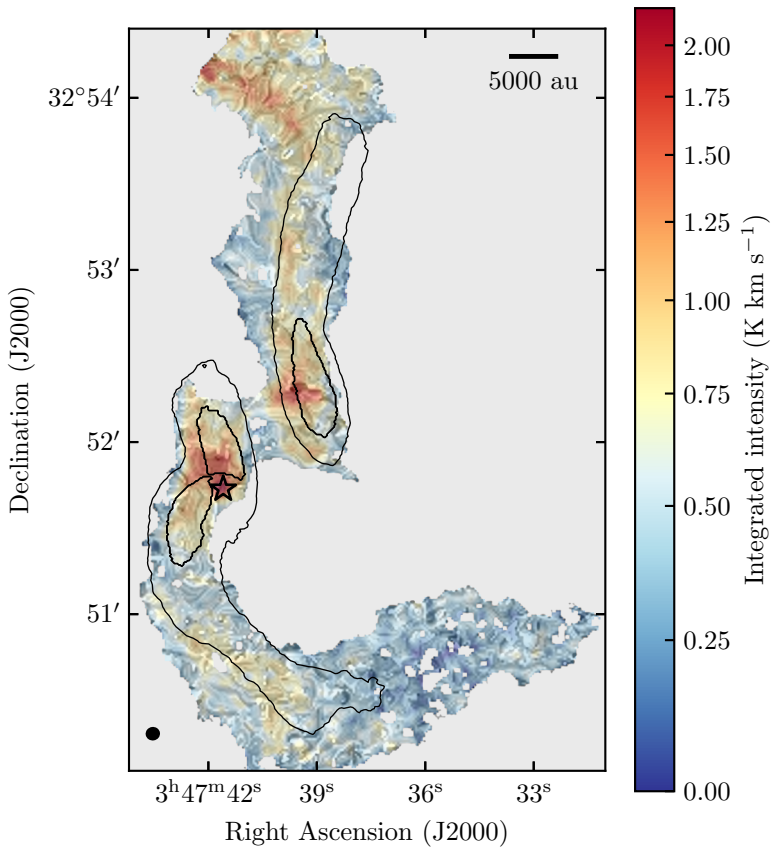 5000 au
32°54′
53′
52′
51′
3ʰ47ᵐ42ˢ
39ˢ
36ˢ
33ˢ
Right Ascension (J2000)
Declination (J2000)
2.00
1.75
1.50
1.25
1.00
0.75
0.50
0.25
0.00
Integrated intensity (K km s⁻¹)